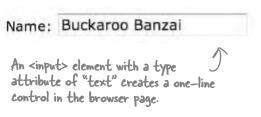 Name: Buckaroo Banzai
An <input> element with a type
attribute of "text" creates a one-line
control in the browser page.